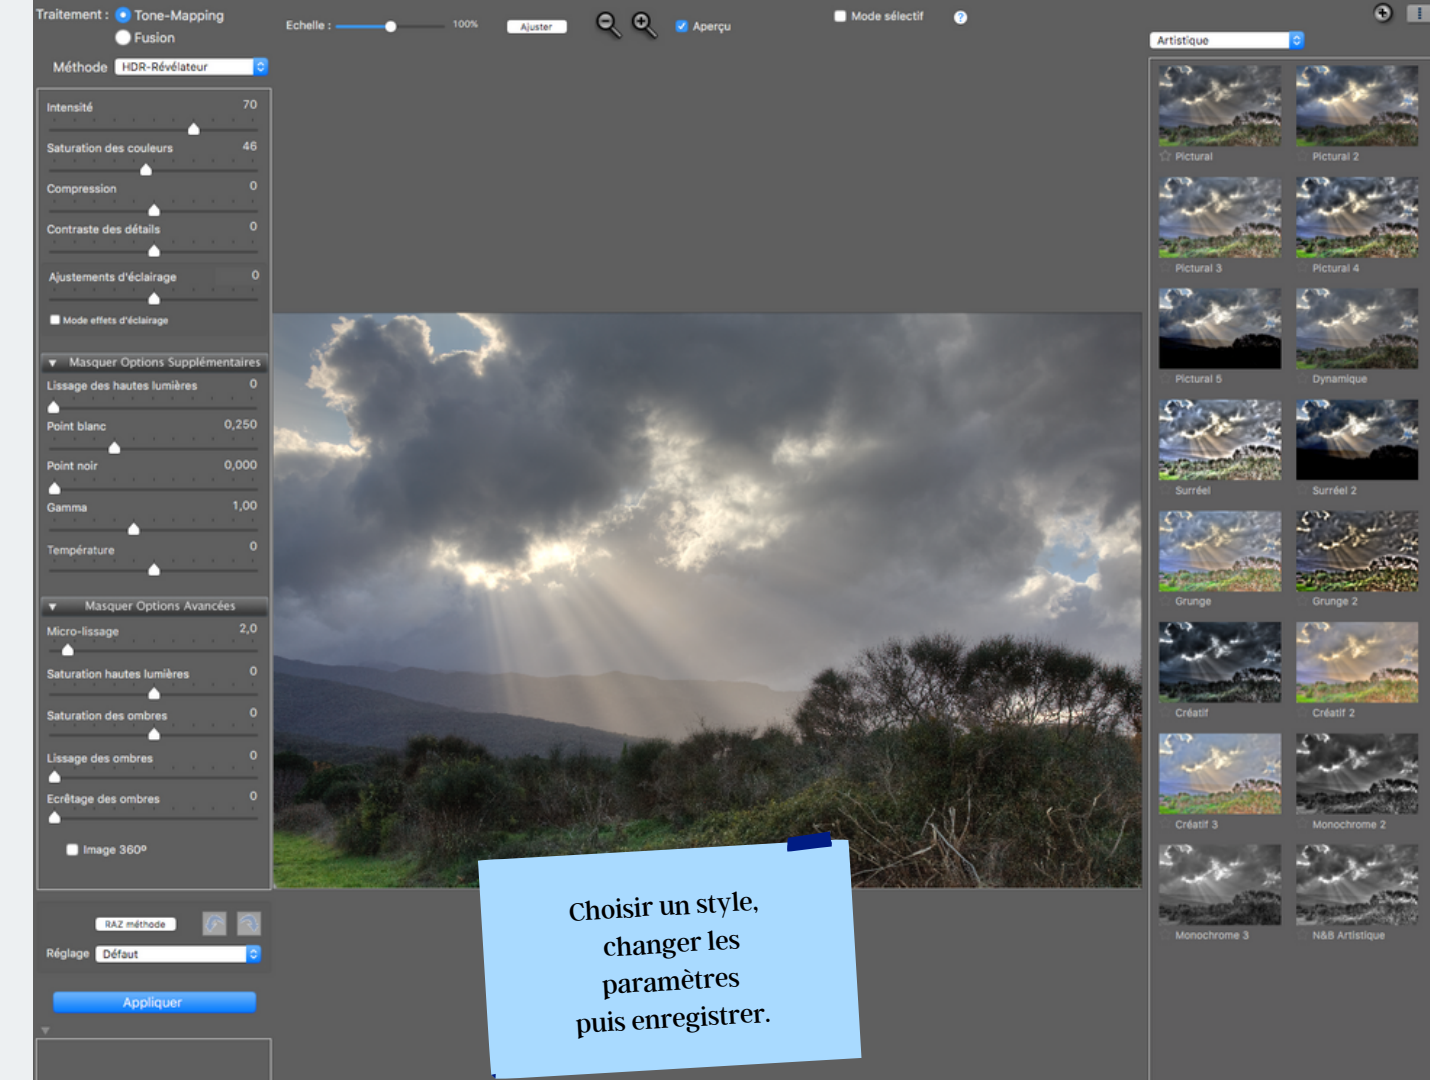 Traitement : Tone-Mapping
Fusion
Méthode HDR-Révélateur
Echelle : 100% Ajuster Aperçu
Mode sélectif ?
Artistique
Intensité 70
Saturation des couleurs 46
Compression 0
Contraste des détails 0
Ajustements d'éclairage 0
Mode effets d'éclairage
Masquer Options Supplémentaires
Lissage des hautes lumières 0
Point blanc 0,250
Point noir 0,000
Gamma 1,00
Température 0
Masquer Options Avancées
Micro-lissage 2,0
Saturation hautes lumières 0
Saturation des ombres 0
Lissage des ombres 0
Ecrêtage des ombres 0
Image 360º
RAZ méthode
Réglage Défaut
Appliquer
Choisir un style,
changer les
paramètres
puis enregistrer.
Pictural Pictural 2
Pictural 3 Pictural 4
Pictural 5 Dynamique
Surréel Surréel 2
Grunge Grunge 2
Créatif Créatif 2
Créatif 3 Monochrome 2
Monochrome 3 N&B Artistique